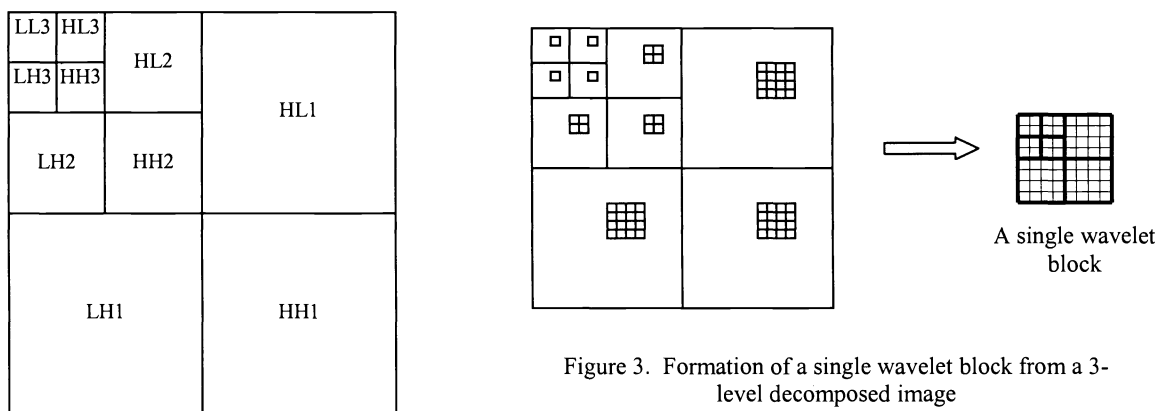 LL3 HL3
LH3 HH3
HL2
HL1
LH2
HH2
LH1
HH1
A single wavelet
block
Figure 3. Formation of a single wavelet block from a 3-
level decomposed image